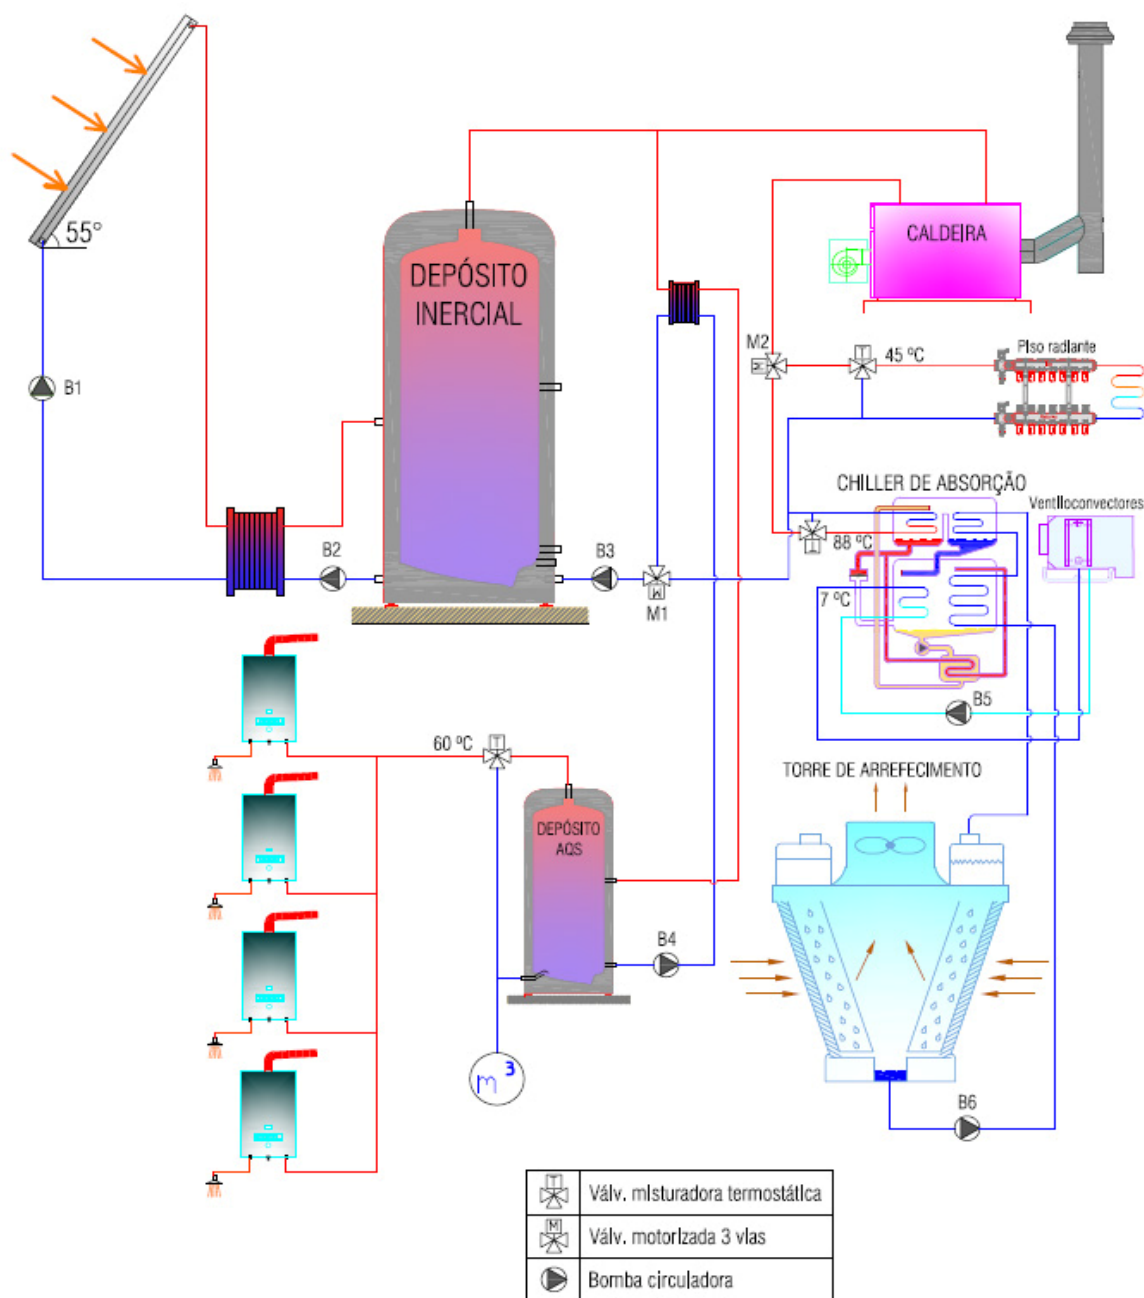 55°
DEPÓSITO
INERCIAL
CALDEIRA
M2
45 ºC
Piso radiante
B1
CHILLER DE ABSORÇÃO
Ventiloconvectores
B2
B3
88 ºC
M1
7 ºC
B5
60 ºC
TORRE DE ARREFECIMENTO
DEPÓSITO
AQS
B4
m³
B6
T
Válv. misturadora termostática
M
Válv. motorizada 3 vias
Bomba circuladora